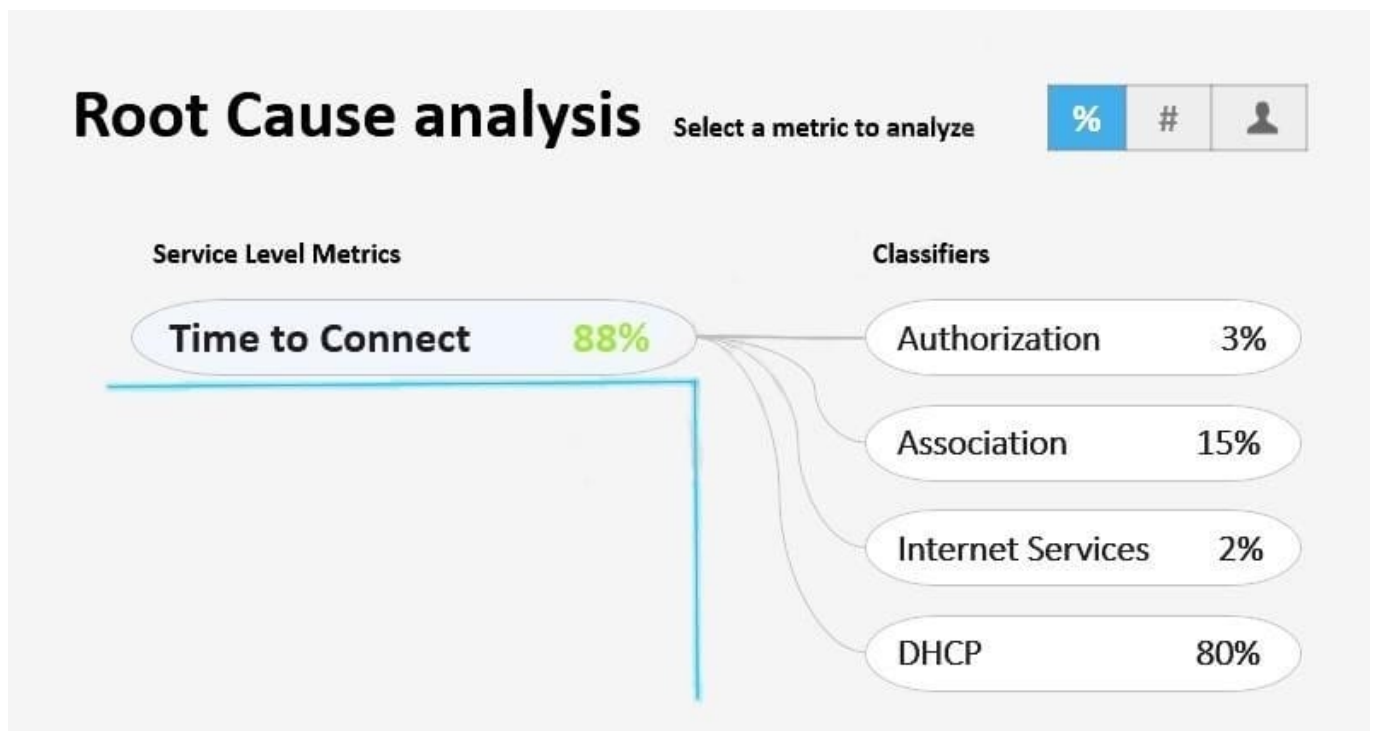 Root Cause analysis Select a metric to analyze % #
Service Level Metrics Classifiers
Time to Connect 88% Authorization 3%
Association 15%
Internet Services 2%
DHCP 80%